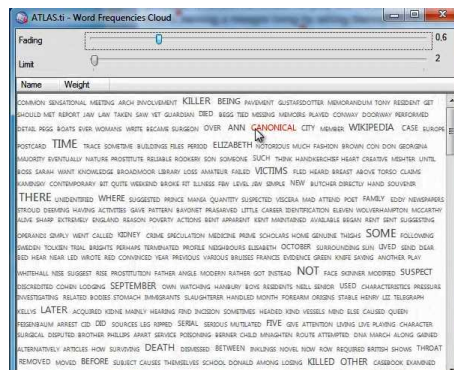 ATLAS.ti - Word Frequencies Cloud
Fading 0,6
Limit 2
Name Weight
COMMON SENSATIONAL MEETING ARCH INVOLVEMENT KILLER BEING PAVEMENT GUSTAFSDOTTER MEMORANDUM TONY RESIDENT GET
SHOULD MET REPORT JAW LAW TAKEN SAW YET GUARDIAN DIED BEGG TIED MISSING MEMOIRS PLAYED CONWAY DOORWAY PERFORMED
DETAIL PEGG BOATS EVER WOMANS WRITE BECAME SURGEON OVER ANN CANONICAL CITY MEMBER WIKIPEDIA CASE EUROPE
POSTCARD TIME TRACE SOMETIME BUILDINGS FILES PERIOD ELIZABETH NOTORIOUS MUCH FASHION BROWN CON DON GEORGINA
MAJORITY EVENTUALLY NATURE PROSTITUTE RELIABLE ROOKERY SON SOMEONE SUCH THINK HANDKERCHIEF HEART CREATIVE MISHTER UNTIL
BOSS SARAH WANT KNOWLEDGE BROADMOOR LIBRARY LOSS AMATEUR FAILED VICTIMS FLED HEARD BREAST ABOVE TORSO CLAIMS
KAMINSKY CONTEMPORARY BIT QUITE WEEKEND BROKE FIT ILLNESS FEW LEVEL JEW SIMPLE NEW BUTCHER DIRECTLY HAND SOUVENIR
THERE UNIDENTIFIED WHERE SUGGESTED PRINCE MANIA QUANTITY SUSPECTED VISCERA MAD ATTEND POET FAMILY EDDY NEWSPAPERS
STROUD DEEMING HAVING ACTIVITIES GAVE PATTERN BAYONET PRASAVERD LITTLE CAREER IDENTIFICATION ELEVEN WOLVERHAMPTON MCCARTHY
ALIVE SHARP EXTREMELY ENGLAND REASON POVERTY ACTIONS BENT APPARENT KENT MAINTAINED AVAILABLE BEGAN RENT SENT SUGGESTING
OPERANDI SIMPLY WENT CALLED KIDNEY CRIME SPECULATION MEDICINE PRIME SCHOLARS HOME GENUINE THIGHS SOME FOLLOWING
SWEDEN TOLKIEN TRIAL BRIGHTS PERHAPS TERMINATED PROFILE NEIGHBOURS ELISABETH OCTOBER SURROUNDING SUN LIVED SEND DEAR
BED HEAR NEAR LED WROTE RED CONVINCED YEAR PREVIOUS VARIOUS BRUISES FRANCIS EVIDENCE GREEN KNIFE SAYING ANOTHER PLAY
WHITEHALL NISE SUGGEST RISE PROSTITUTION FATHER ANGLE MODERN RATHER GOT INSTEAD NOT FACE SKINNER MODIFIED SUSPECT
DISCREDITED COHEN LODGING SEPTEMBER OWN WATCHING HANBURY BOYS RESIDENTS NEILL SENIOR USED CHARACTERISTICS PRESSURE
INVESTIGATING RELATED BODIES STOMACH IMMIGRANTS SLAUGHTERER HANDLED MONTH FOREARM ORIGINS STABLE HENRY LIZ TELEGRAPH
KELLYS LATER ACQUIRED KIDNE MAINLY HEARING FIND INCISION SOMETIMES HEADED KIND VESSELS MIND ELSE CAUSED QUEEN
FEIGENBAUM ARREST CID DID SOURCES LES RIPPED SERIAL SERIOUS MUTILATED FIVE GIVE ATTENTION LIVING LIVE PLAYING CHARACTER
SURGICAL DISPUTED BROTHER PHILLIPS APART SERVICE POISONING BERNER CHILD MNAGHTEN ROUTE ATTEMPTED DNA MARCH ALONG GAINED
ALTERNATIVELY ARTICLES HOW SURVIVING DEATH DISMISSED BETWEEN INKLINGS NOVEL NOW ROW REQUIRED BRITISH SHOWS THROAT
REMOVED MOVED BEFORE SUBJECT CAUSES THEMSELVES SCHOOL DONALD AMONG LOSING KILLED OTHER CASEBOOK EXAMINED